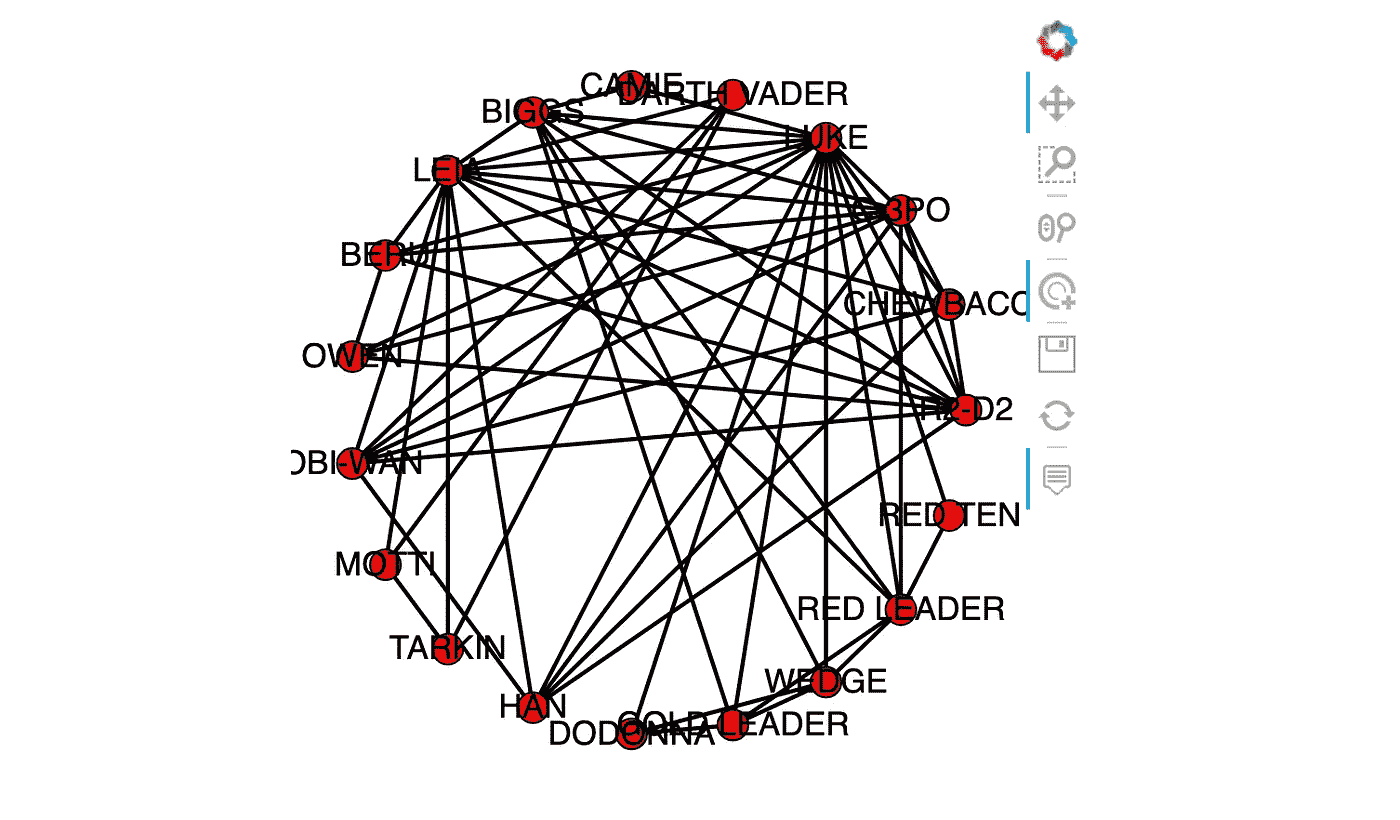 CAMIE
DARTH VADER
BIGGS
LUKE
LEIA
C-3PO
BERU
CHEWBACC
OWEN
R2-D2
OBI-WAN
RED TEN
MOTTI
RED LEADER
TARKIN
WEDGE
HAN
GOLD LEADER
DODONNA